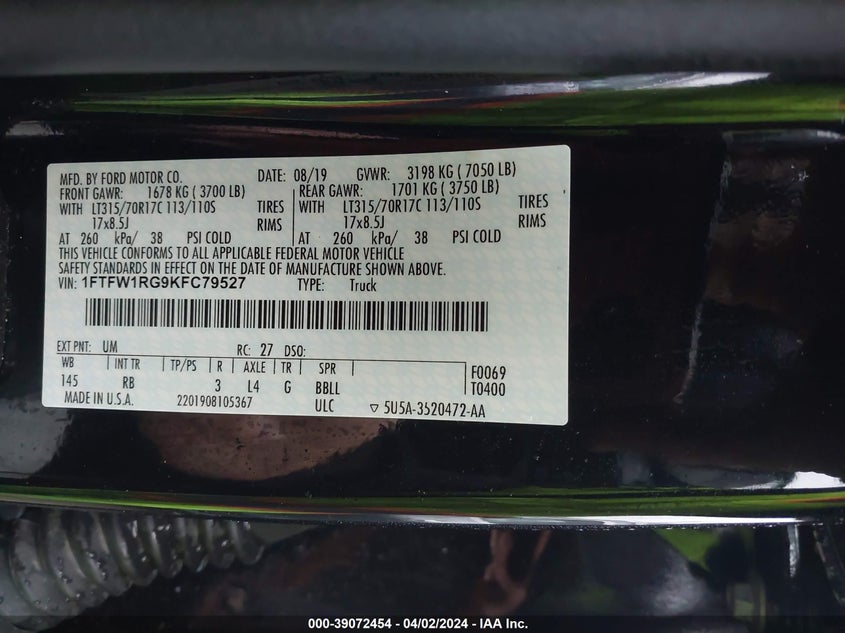 MFD. BY FORD MOTOR CO. DATE: 08/19 GVWR: 3198 KG ( 7050 LB)
FRONT GAWR: 1678 KG ( 3700 LB) REAR GAWR: 1701 KG ( 3750 LB)
WITH LT315/70R17C 113/110S TIRES WITH LT315/70R17C 113/110S TIRES
17x8.5J RIMS 17x8.5J RIMS
AT 260 kPa/ 38 PSI COLD AT 260 kPa/ 38 PSI COLD
THIS VEHICLE CONFORMS TO ALL APPLICABLE FEDERAL MOTOR VEHICLE
SAFETY STANDARDS IN EFFECT ON THE DATE OF MANUFACTURE SHOWN ABOVE.
VIN: 1FTFW1RG9KFC79527 TYPE: Truck
EXT PNT: UM RC: 27 DSO:
WB INT TR TP/PS R AXLE TR SPR F0069
145 RB 3 L4 G BBLL T0400
MADE IN U.S.A. 2201908105367 ULC ▽ 5U5A-3520472-AA
000-39072454 - 04/02/2024 - IAA Inc.